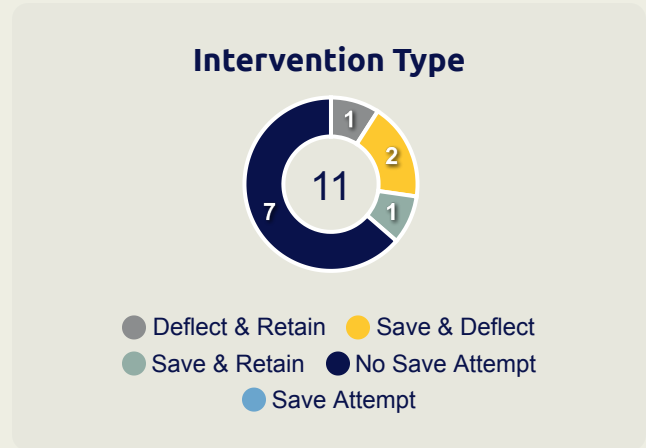 Intervention Type
1
2
11
7
1
Deflect & Retain Save & Deflect
Save & Retain No Save Attempt
Save Attempt